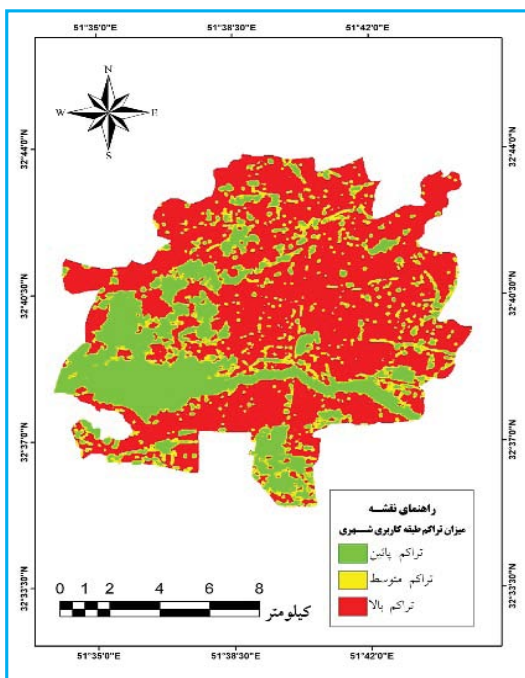 51°35'0"E 51°38'30"E 51°42'0"E
N
W E
S
32°44'0"N 32°44'0"N
32°40'30"N 32°40'30"N
32°37'0"N 32°37'0"N
32°33'30"N 32°33'30"N
راهنمای نقشه
میزان تراکم طبقه کاربری شهری
تراکم پائین
تراکم متوسط
تراکم بالا
0 1 2 4 6 8
کیلومتر
51°35'0"E 51°38'30"E 51°42'0"E